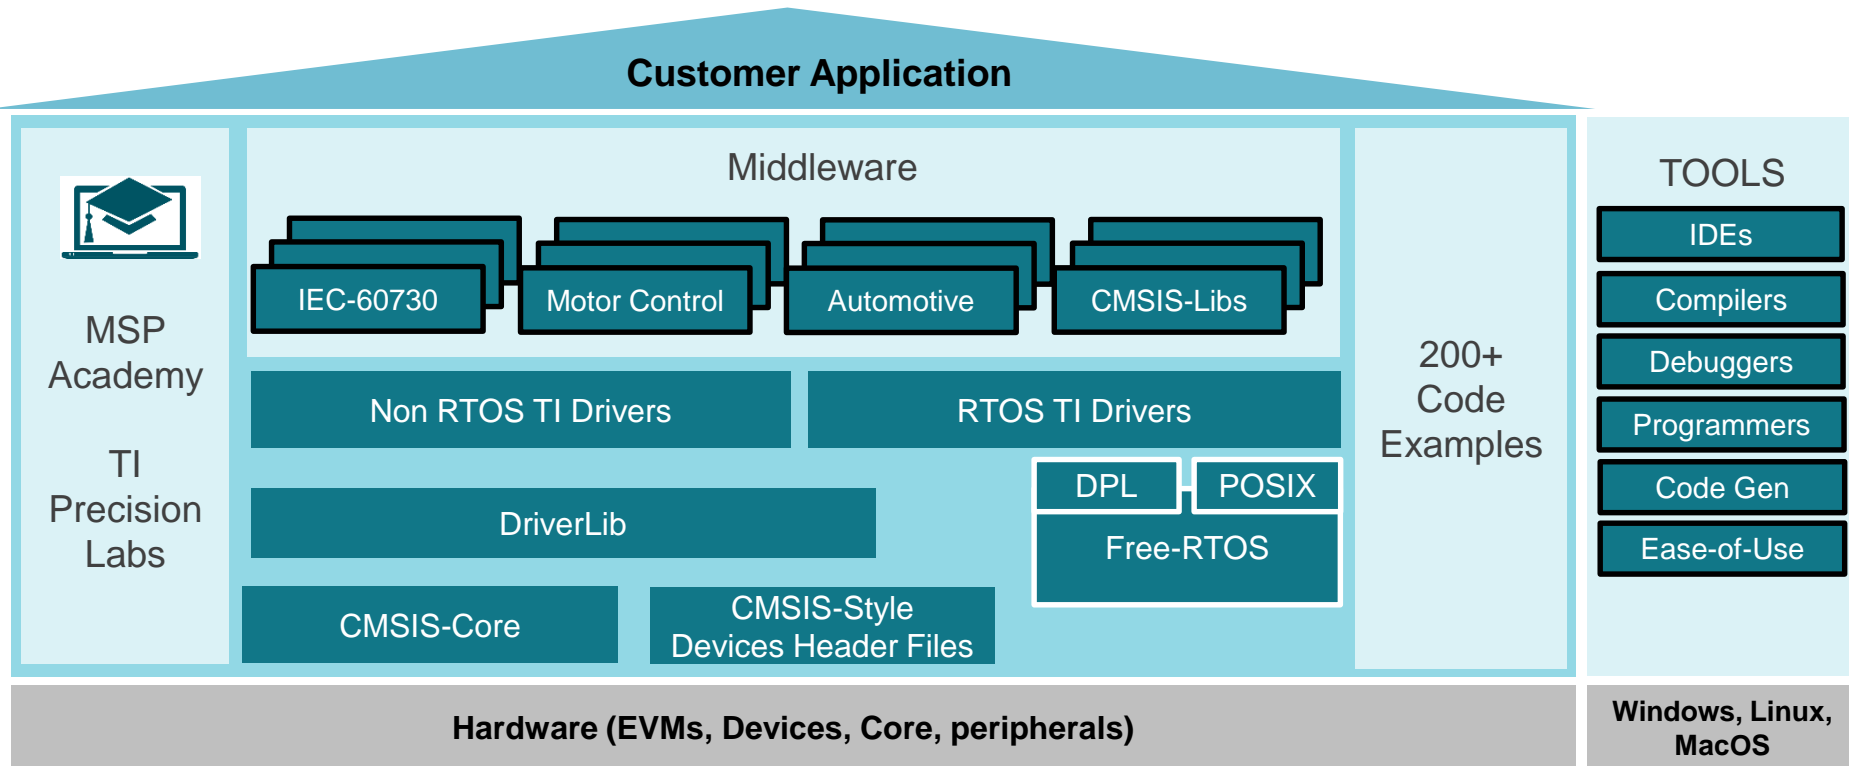 Customer Application
MSP
Academy
TI
Precision
Labs
Middleware
IEC-60730
Motor Control
Automotive
CMSIS-Libs
Non RTOS TI Drivers
RTOS TI Drivers
DriverLib
DPL
POSIX
Free-RTOS
CMSIS-Core
CMSIS-Style
Devices Header Files
200+
Code
Examples
TOOLS
IDEs
Compilers
Debuggers
Programmers
Code Gen
Ease-of-Use
Hardware (EVMs, Devices, Core, peripherals)
Windows, Linux,
MacOS